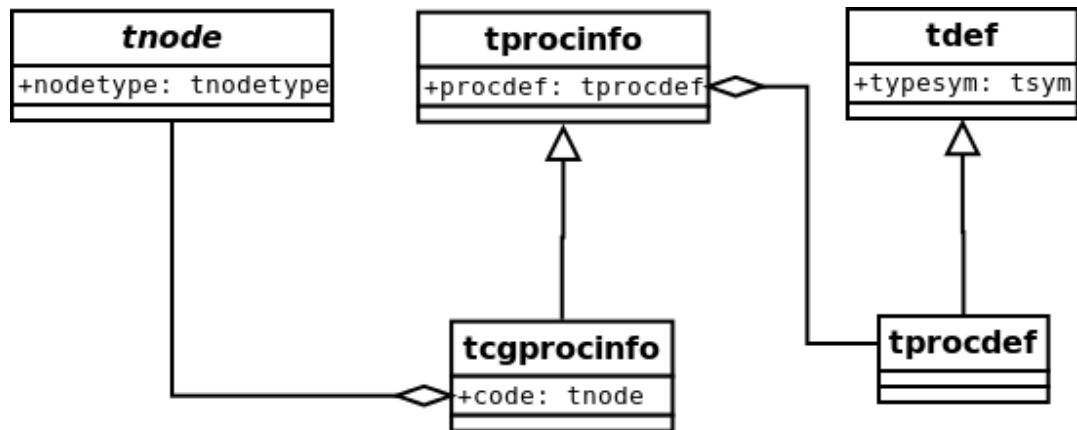 tnode
+nodetype: tnodetype
tprocinfo
+procdef: tprocdef
tdef
+typesym: tsym
tcgprocinfo
+code: tnode
tprocdef